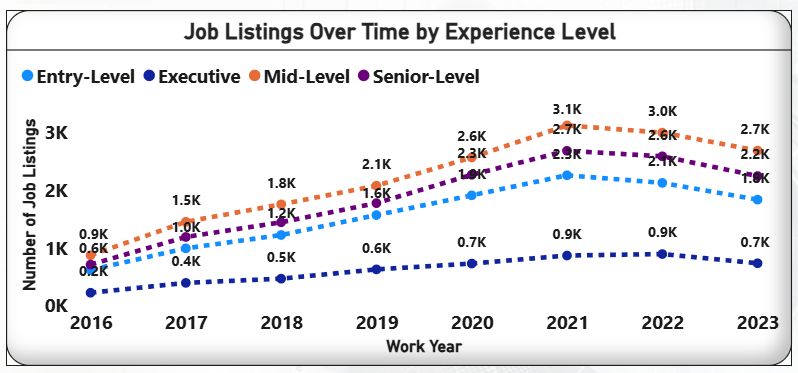 Job Listings Over Time by Experience Level
Entry-Level Executive Mid-Level Senior-Level
Number of Job Listings
3K
2K
1K
0K
0.9K 1.5K 1.8K 2.1K 2.6K 3.1K 3.0K 2.7K
2.3K 2.7K 2.6K 2.2K
0.6K 1.0K 1.2K 1.6K 1.9K 2.3K 2.1K 1.8K
0.2K 0.4K 0.5K 0.6K 0.7K 0.9K 0.9K 0.7K
2016 2017 2018 2019 2020 2021 2022 2023
Work Year